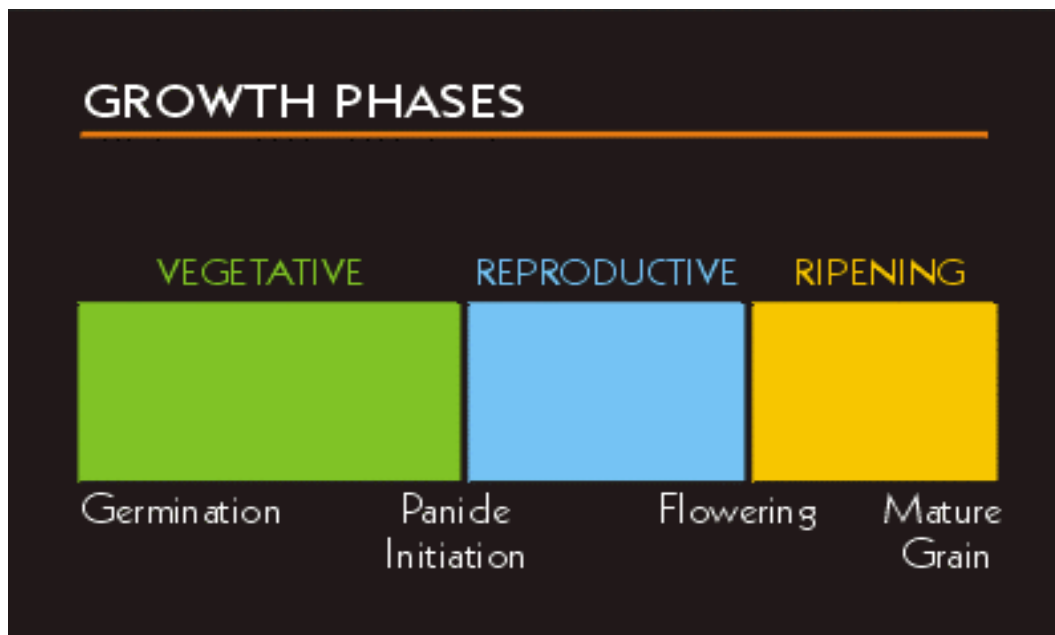 GROWTH PHASES
VEGETATIVE REPRODUCTIVE RIPENING
Germination Panicle Flowering Mature
Initiation Grain